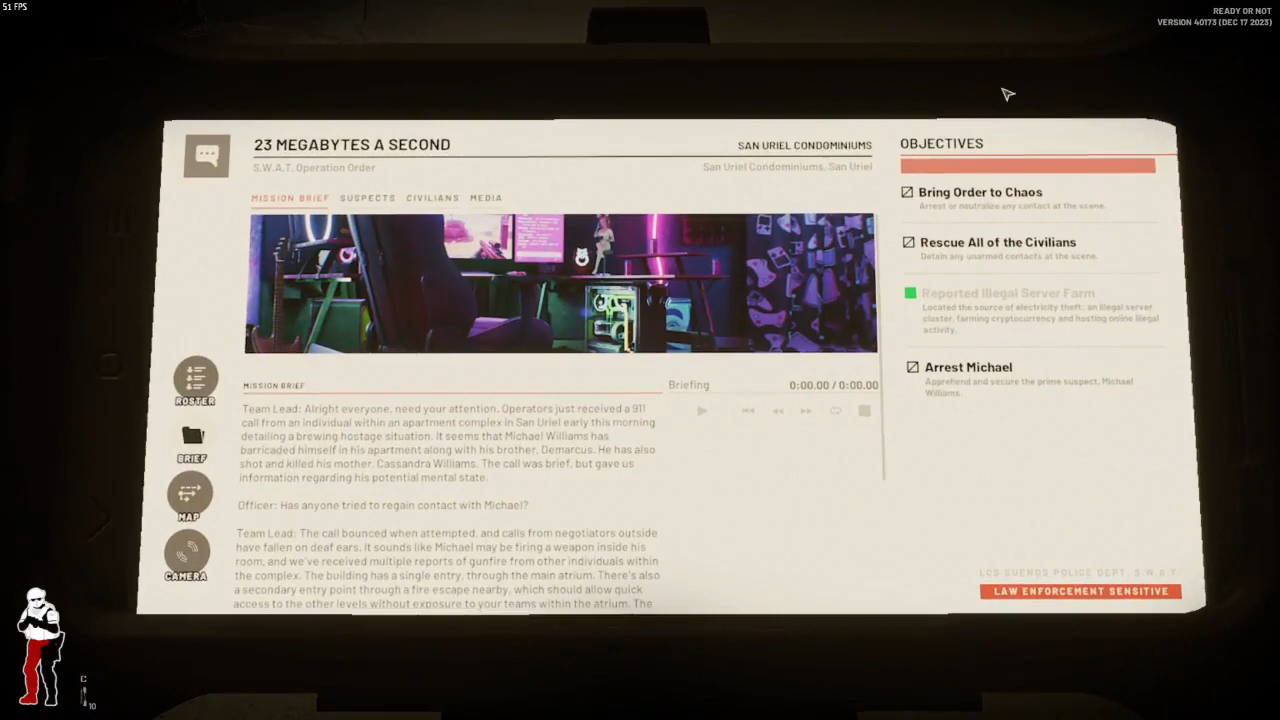 51 FPS
READY OR NOT
VERSION 40173 (DEC 17 2023)
23 MEGABYTES A SECOND
SAN URIEL CONDOMINIUMS
S.W.A.T. Operation Order
San Uriel Condominiums, San Uriel
MISSION BRIEF SUSPECTS CIVILIANS MEDIA
MISSION BRIEF
Team Lead: Alright everyone, need your attention. Operators just received a 911
call from an individual within an apartment complex in San Uriel early this morning
detailing a brewing hostage situation. It seems that Michael Williams has
barricaded himself in his apartment along with his brother, Demarcus. He has also
shot and killed his mother, Cassandra Williams. The call was brief, but gave us
information regarding his potential mental state.
Officer: Has anyone tried to regain contact with Michael?
Team Lead: The call bounced when attempted, and calls from negotiators outside
have fallen on deaf ears. It sounds like Michael may be firing a weapon inside his
room, and we've received multiple reports of gunfire from other individuals within
the complex. The building has a single entry, through the main atrium. There's also
a secondary entry point through a fire escape nearby, which should allow quick
access to the other levels without exposure to your teams within the atrium. The
Briefing 0:00.00 / 0:00.00
OBJECTIVES
Bring Order to Chaos
Arrest or neutralize any contact at the scene.
Rescue All of the Civilians
Detain any unarmed contacts at the scene.
Reported Illegal Server Farm
Located the source of electricity theft: an illegal server
cluster, farming cryptocurrency and hosting online illegal
activity.
Arrest Michael
Apprehend and secure the prime suspect, Michael
Williams.
ROSTER
BRIEF
MAP
CAMERA
LOS SUENOS POLICE DEPT. S.W.A.T.
LAW ENFORCEMENT SENSITIVE
C
10